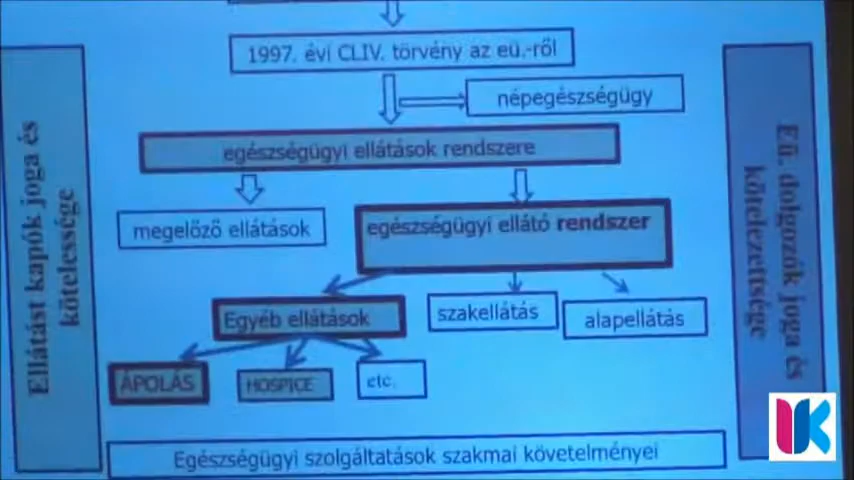 1997. évi CLIV. törvény az eü.-ről
népegészségügy
egészségügyi ellátások rendszere
megelőző ellátások
egészségügyi ellátó rendszer
Egyéb ellátások
szakellátás
alapellátás
ÁPOLÁS
HOSPICE
etc.
Egészségügyi szolgáltatások szakmai követelményei
Ellátást kapók joga és
kötelessége
Eü. dolgozók joga és
kötelezettsége
UK